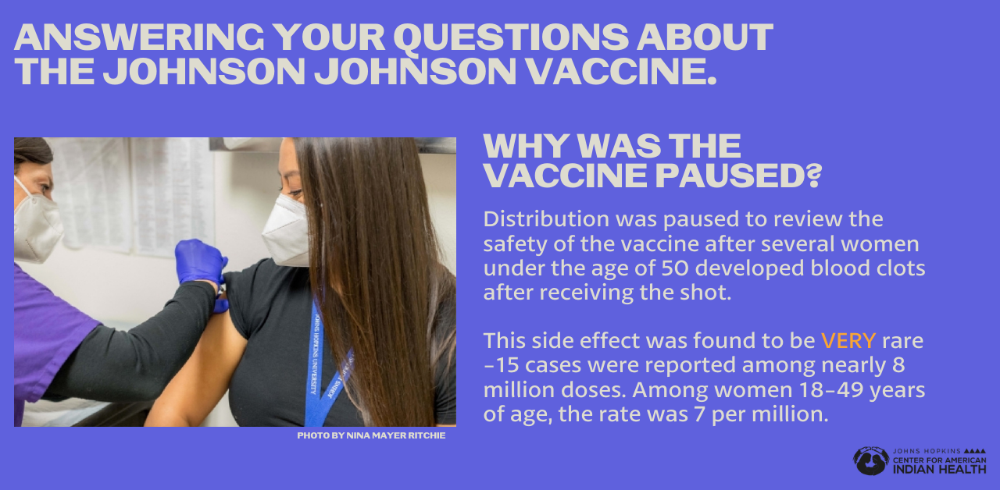 ANSWERING YOUR QUESTIONS ABOUT
THE JOHNSON JOHNSON VACCINE.
WHY WAS THE
VACCINE PAUSED?
Distribution was paused to review the
safety of the vaccine after several women
under the age of 50 developed blood clots
after receiving the shot.
This side effect was found to be VERY rare
-15 cases were reported among nearly 8
million doses. Among women 18-49 years
of age, the rate was 7 per million.
JOHNS HOPKINS UNIVERSITY
PHOTO BY NINA MAYER RITCHIE
JOHNS HOPKINS
CENTER FOR AMERICAN
INDIAN HEALTH